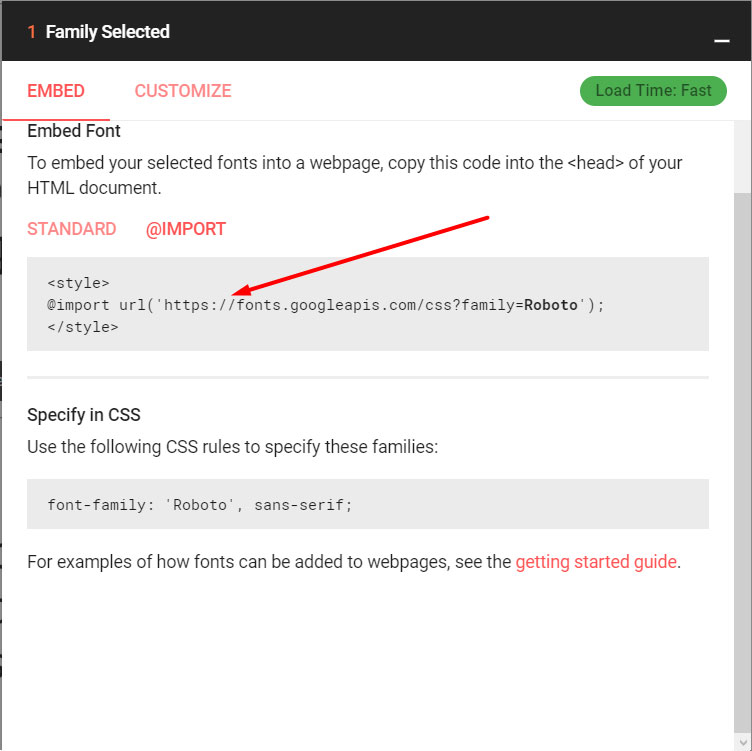 1 Family Selected
EMBED CUSTOMIZE Load Time: Fast
Embed Font
To embed your selected fonts into a webpage, copy this code into the <head> of your
HTML document.
STANDARD @IMPORT
<style>
@import url('https://fonts.googleapis.com/css?family=Roboto');
</style>
Specify in CSS
Use the following CSS rules to specify these families:
font-family: 'Roboto', sans-serif;
For examples of how fonts can be added to webpages, see the getting started guide.